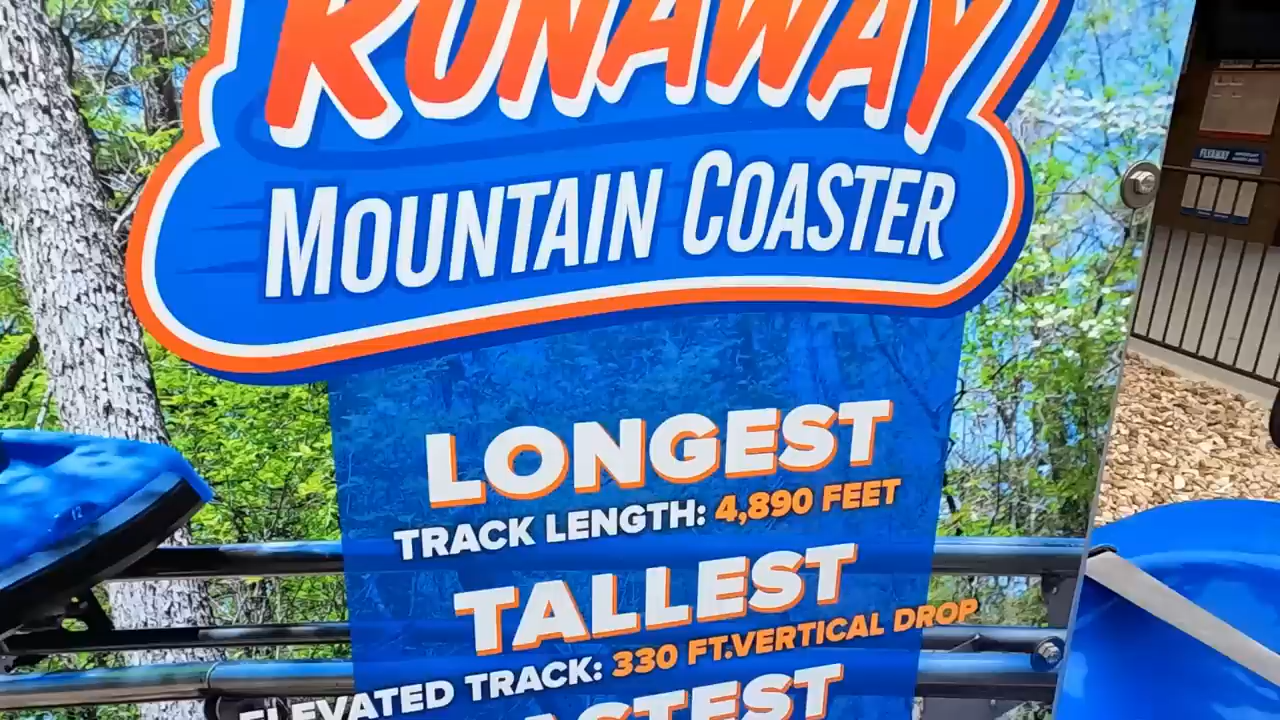 RUNAWAY
MOUNTAIN COASTER
LONGEST
TRACK LENGTH: 4,890 FEET
TALLEST
ELEVATED TRACK: 330 FT.VERTICAL DROP